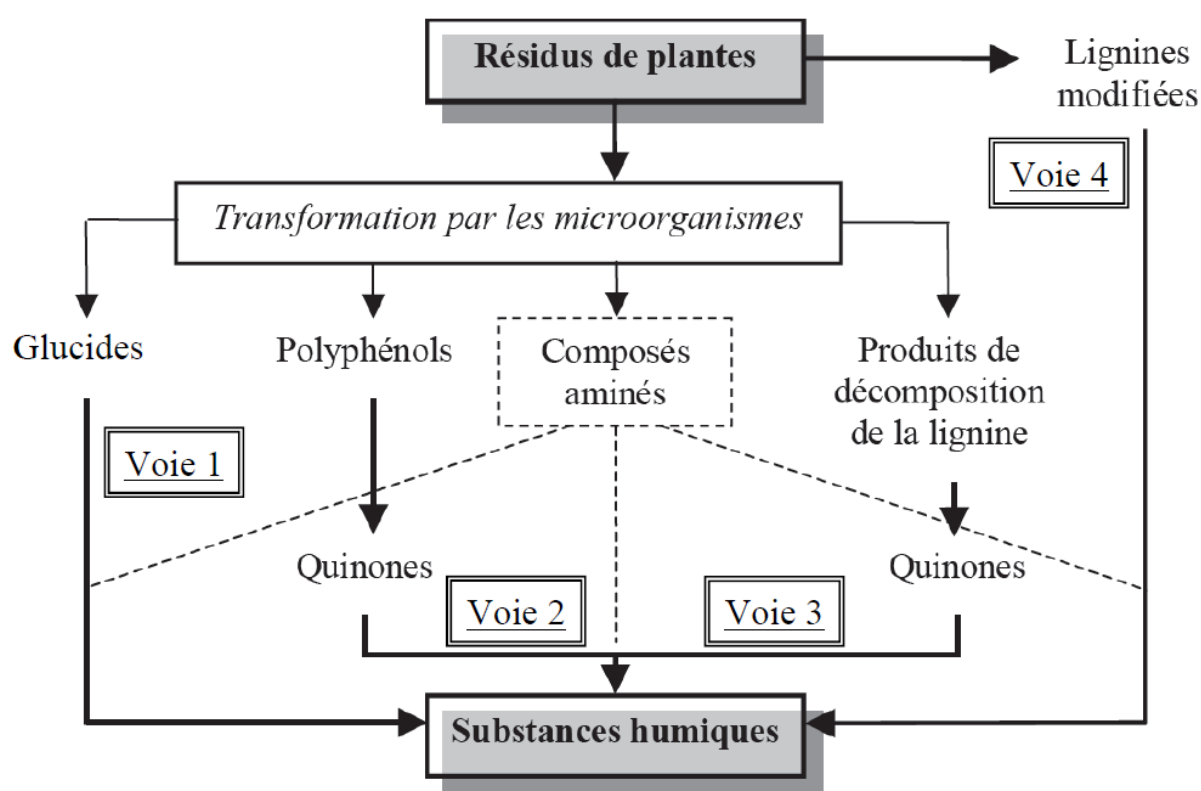 Résidus de plantes
Lignines
modifiées
Voie 4
Transformation par les microorganismes
Glucides
Polyphénols
Composés
aminés
Produits de
décomposition
de la lignine
Voie 1
Quinones
Quinones
Voie 2
Voie 3
Substances humiques